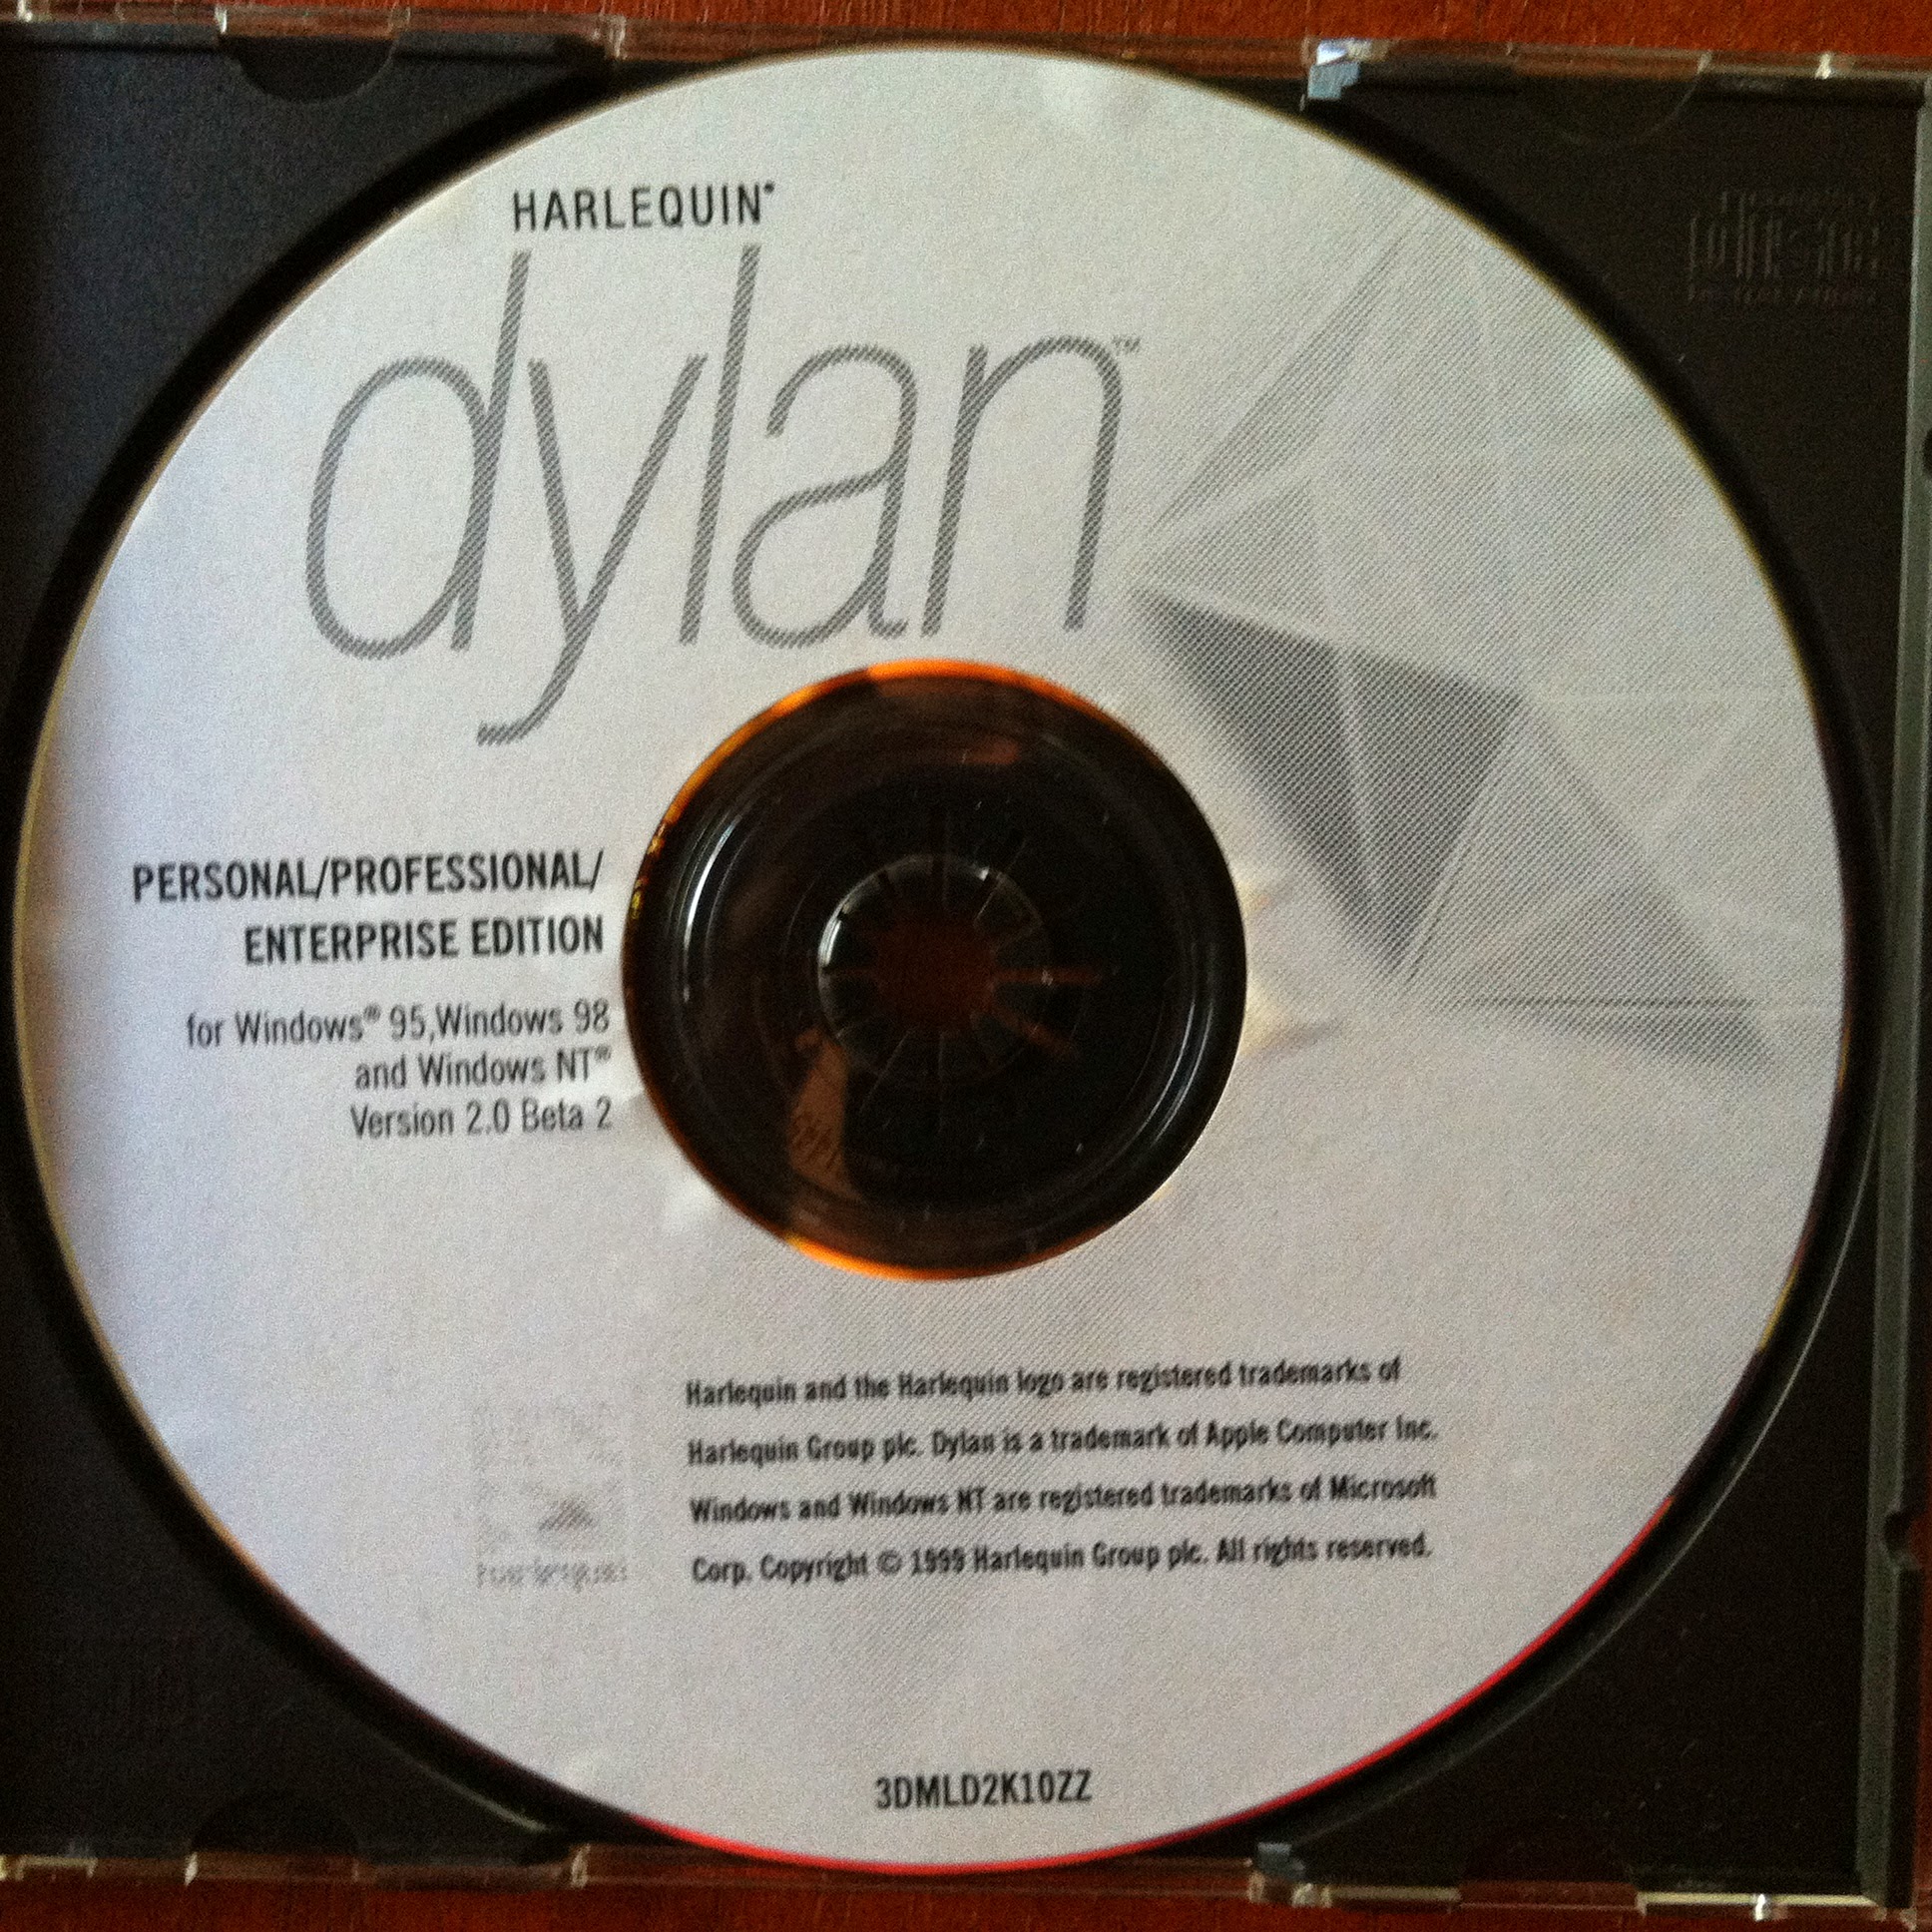 HARLEQUIN®
dylan™
PERSONAL/PROFESSIONAL/
ENTERPRISE EDITION
for Windows® 95,Windows 98
and Windows NT®
Version 2.0 Beta 2
Harlequin and the Harlequin logo are registered trademarks of
Harlequin Group plc. Dylan is a trademark of Apple Computer Inc.
Windows and Windows NT are registered trademarks of Microsoft
Corp. Copyright © 1999 Harlequin Group plc. All rights reserved.
harlequin
3DMLD2K10ZZ